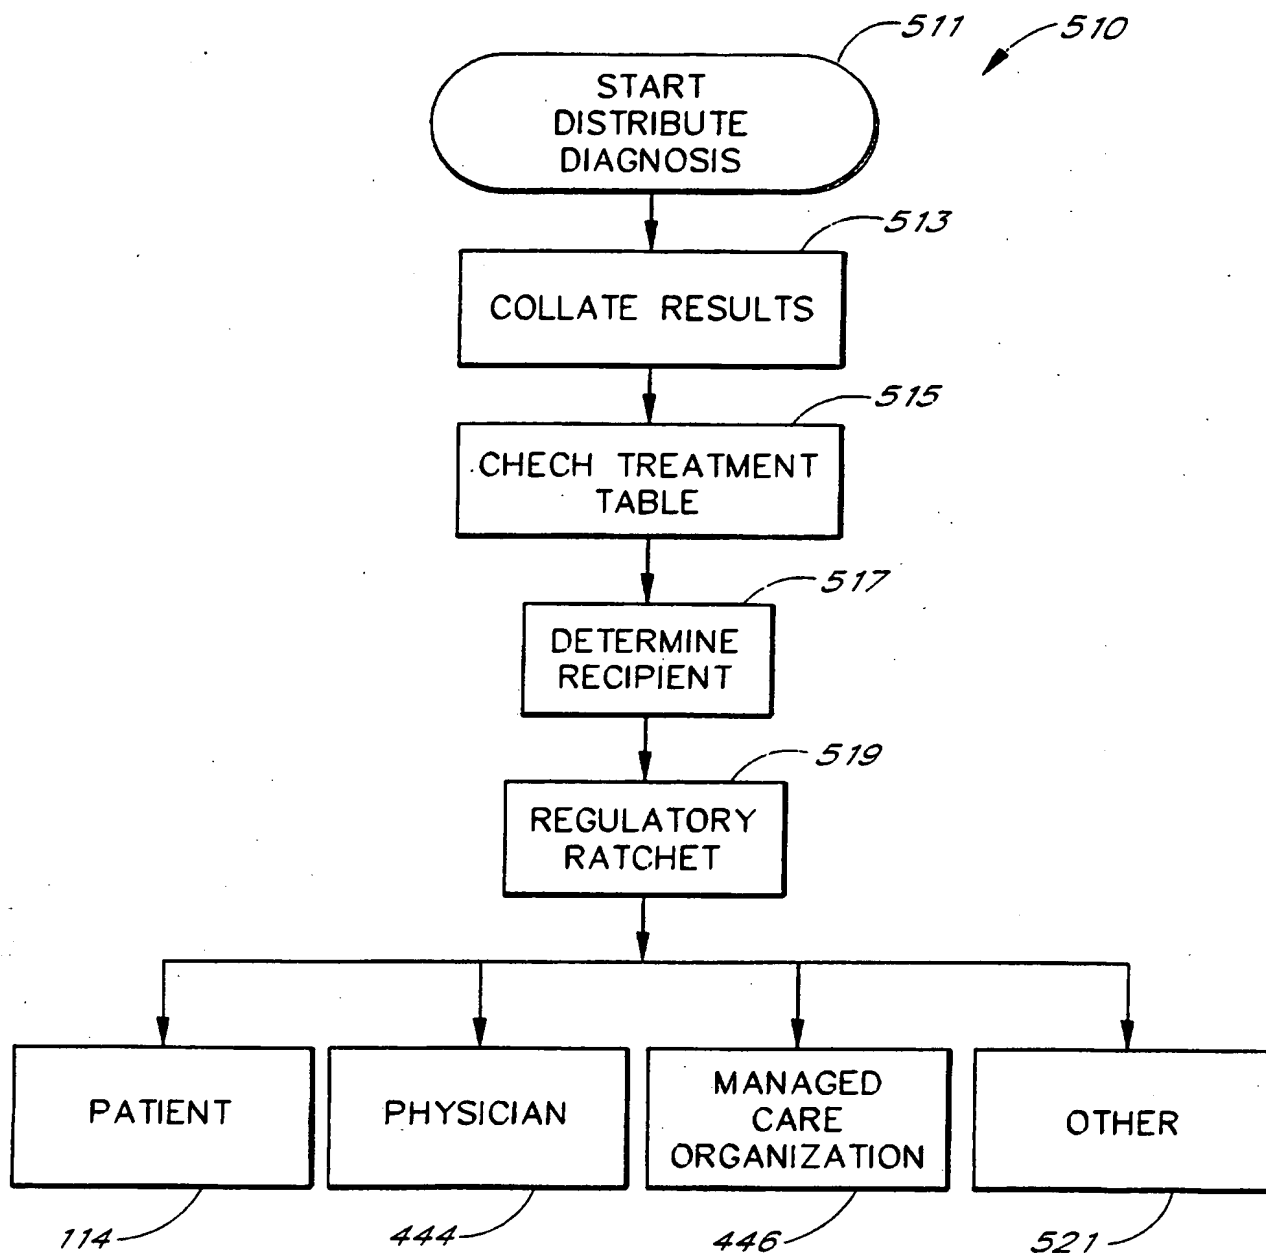 511
510
START
DISTRIBUTE
DIAGNOSIS
513
COLLATE RESULTS
515
CHECH TREATMENT
TABLE
517
DETERMINE
RECIPIENT
519
REGULATORY
RATCHET
PATIENT
PHYSICIAN
MANAGED
CARE
ORGANIZATION
OTHER
114
444
446
521